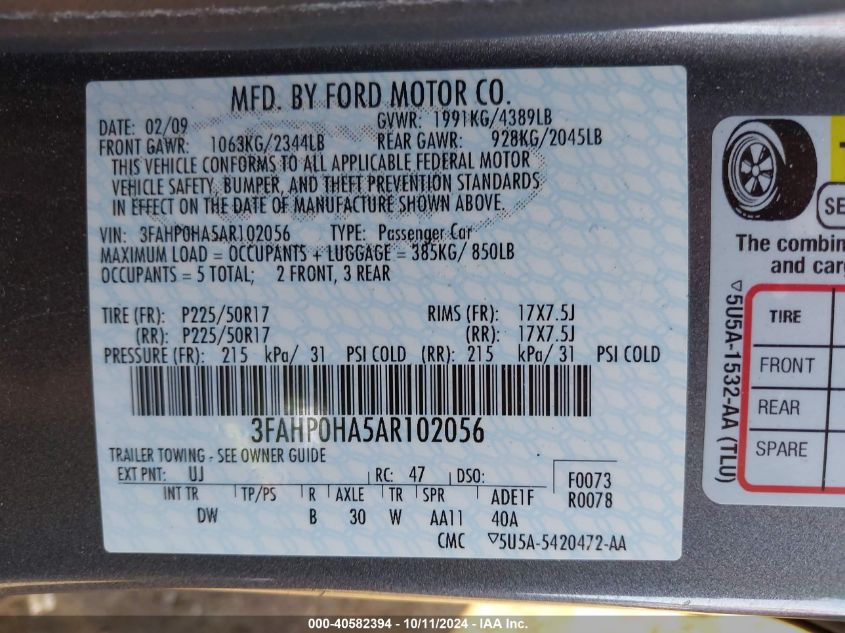 MFD. BY FORD MOTOR CO.
DATE: 02/09 GVWR: 1991KG/4389LB
FRONT GAWR: 1063KG/2344LB REAR GAWR: 928KG/2045LB
THIS VEHICLE CONFORMS TO ALL APPLICABLE FEDERAL MOTOR
VEHICLE SAFETY, BUMPER, AND THEFT PREVENTION STANDARDS
IN EFFECT ON THE DATE OF MANUFACTURE SHOWN ABOVE.
VIN: 3FAHP0HA5AR102056 TYPE: Passenger Car
MAXIMUM LOAD = OCCUPANTS + LUGGAGE = 385KG/ 850LB
OCCUPANTS = 5 TOTAL; 2 FRONT, 3 REAR
TIRE (FR): P225/50R17 RIMS (FR): 17X7.5J
(RR): P225/50R17 (RR): 17X7.5J
PRESSURE (FR): 215 kPa/ 31 PSI COLD (RR): 215 kPa/ 31 PSI COLD
3FAHP0HA5AR102056
TRAILER TOWING - SEE OWNER GUIDE
EXT PNT: UJ RC: 47 DSO: F0073
R0078
INT TR TP/PS R AXLE TR SPR ADE1F
DW B 30 W AA11 40A
CMC ▽5U5A-5420472-AA
▽5U5A-1532-AA (TLU)
SE
The combin
and carg
TIRE
FRONT
REAR
SPARE
000-40582394 - 10/11/2024 - IAA Inc.